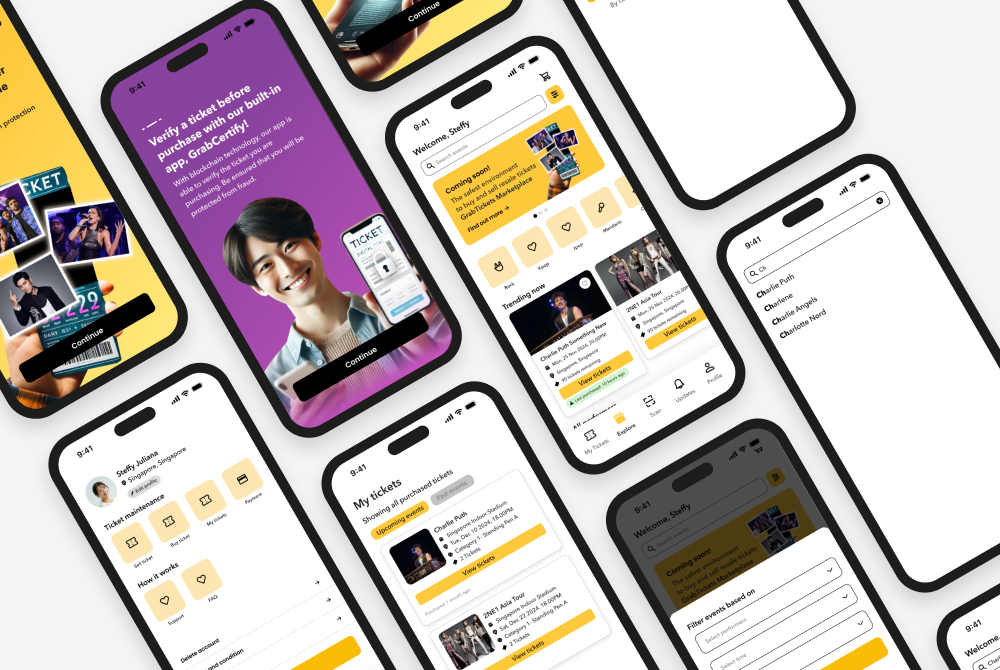 protection
CKET
Continue
9:41
Verify a ticket before
purchase with our built-in
app, GrabCertify!
With blockchain technology, our app is
able to verify the ticket you are
purchasing. Be ensured that you will be
protected from fraud.
TICKET
DIGITAL TICKET
Continue
Continue
9:41
Welcome, Steffy
Search events
Coming soon!
The safest environment
to buy and sell resale tickets
GrabTickets Marketplace
Find out more →
Rock
Kpop
Jpop
Mandarin
Trending now
Charlie Puth Something New
Mon, 25 Nov 2024, 20.00PM
Singapore, Singapore
90 tickets remaining
View tickets
Last purchased: 10 hours ago
2NE1 Asia Tour
Mon, 25 Nov 2024, 20.00P
Singapore, Singapore
90 tickets remaining
View tickets
My Tickets
Explore
Scan
Updates
Profile
9:41
Ch
Charlie Puth
Charlene
Charlie Angels
Charlotte Nord
9:41
Steffy Juliana
Singapore, Singapore
Edit profile
Ticket maintenance
Sell ticket
Buy ticket
My tickets
Payment
How it works
Support
FAQ
Delete account
and condition
9:41
My tickets
Showing all purchased tickets
Upcoming events
Past events
Charlie Puth
Singapore Indoor Stadium
Tue, Dec 10 2024, 18.00PM
Category 1 - Standing Pen A
2 Tickets
View tickets
Purchased 1 month ago
2NE1 Asia Tour
Singapore Indoor Stadium
Sat, Dec 22 2024, 18.00PM
Category 1 - Standing Pen A
2 Tickets
View tickets
9:41
Welcome, Steffy
Search events
Coming soon!
The safest environment
to buy and sell resale tickets
GrabTickets Marketplace
Filter events based on
Select performers
Select time
9:41
Welcome,